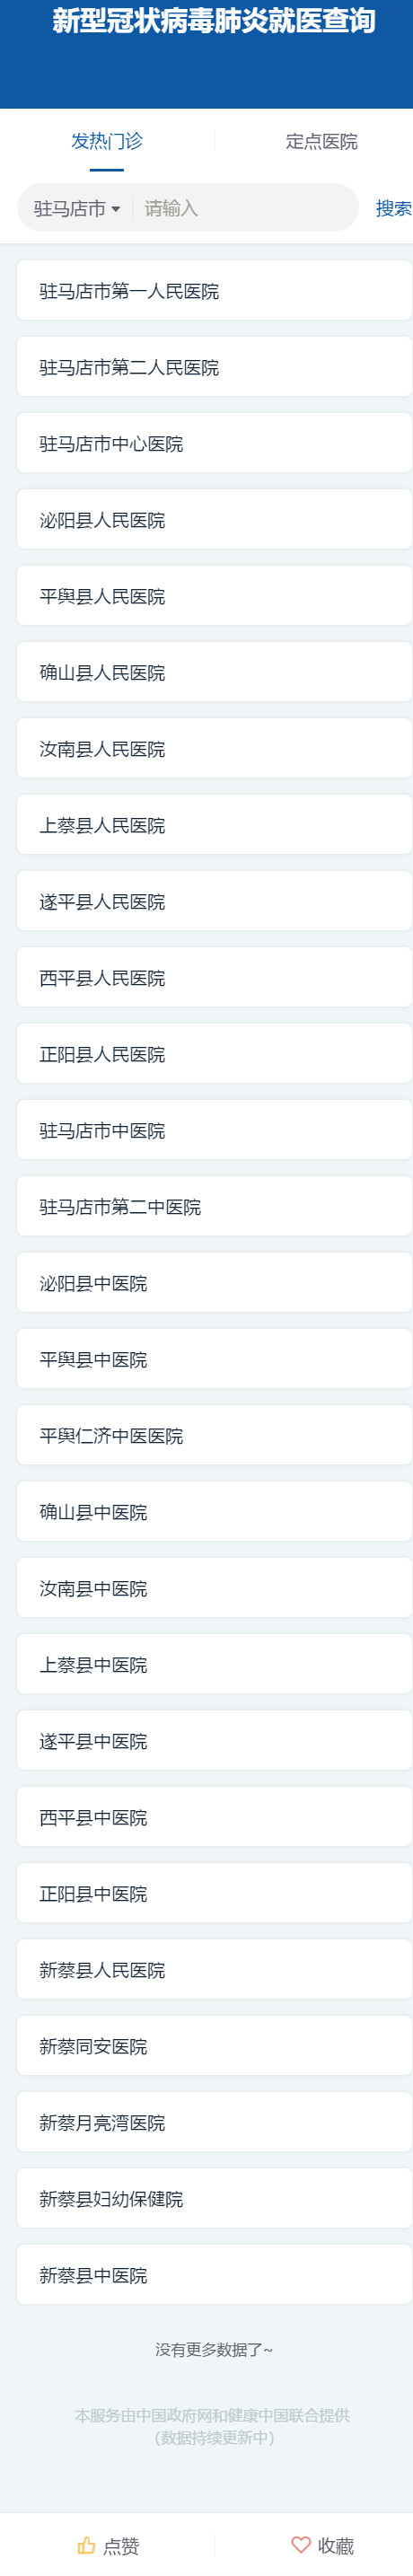 新型冠状病毒肺炎就医查询
发热门诊 定点医院
驻马店市 请输入 搜索
驻马店市第一人民医院
驻马店市第二人民医院
驻马店市中心医院
泌阳县人民医院
平舆县人民医院
确山县人民医院
汝南县人民医院
上蔡县人民医院
遂平县人民医院
西平县人民医院
正阳县人民医院
驻马店市中医院
驻马店市第二中医院
泌阳县中医院
平舆县中医院
平舆仁济中医医院
确山县中医院
汝南县中医院
上蔡县中医院
遂平县中医院
西平县中医院
正阳县中医院
新蔡县人民医院
新蔡同安医院
新蔡月亮湾医院
新蔡县妇幼保健院
新蔡县中医院
没有更多数据了~
本服务由中国政府网和健康中国联合提供
(数据持续更新中)
点赞 收藏